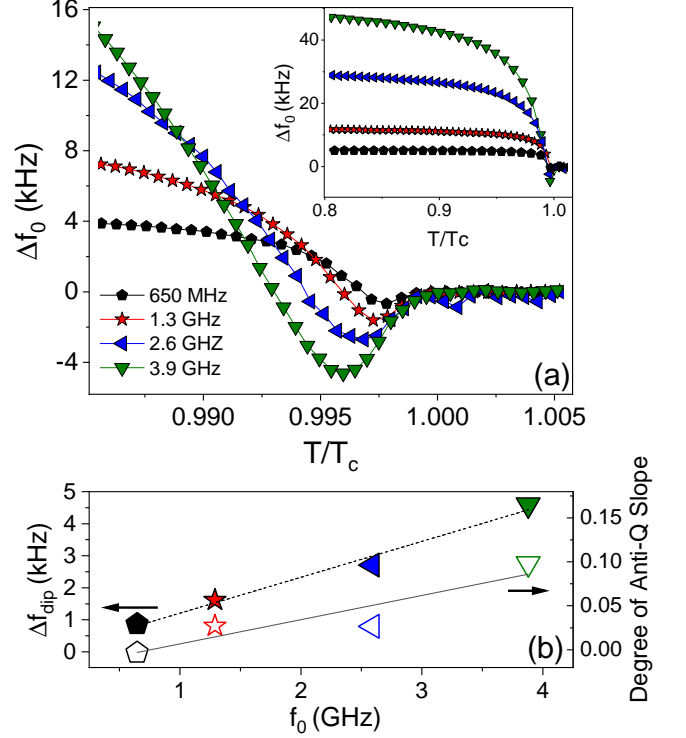 16
12
8
4
0
-4
Δf₀ (kHz)
650 MHz
1.3 GHz
2.6 GHZ
3.9 GHz
(a)
0.990
0.995
1.000
1.005
T/T_c
40
20
0
Δf₀ (kHz)
0.8
0.9
1.0
T/Tc
5
4
3
2
1
0
Δf_dip (kHz)
0.15
0.10
0.05
0.00
Degree of Anti-Q Slope
(b)
1
2
3
4
f₀ (GHz)